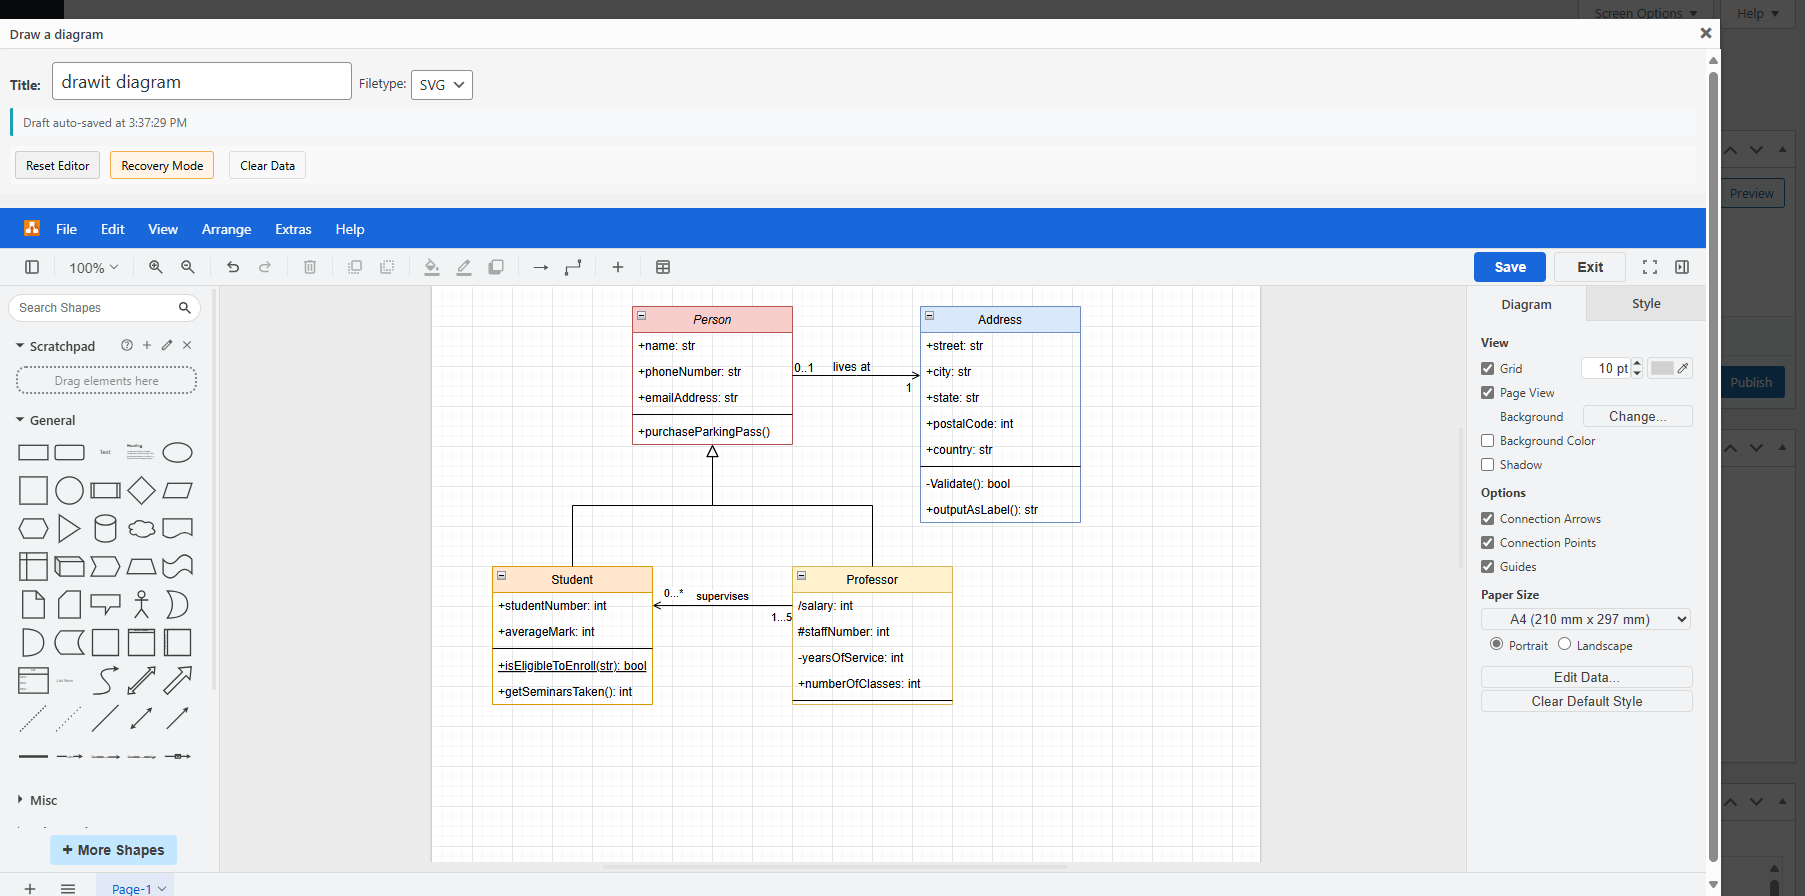 Screen Options
Help
Draw a diagram
Title:
drawit diagram
Filetype:
SVG
Draft auto-saved at 3:37:29 PM
Reset Editor
Recovery Mode
Clear Data
Preview
File
Edit
View
Arrange
Extras
Help
100%
Save
Exit
Search Shapes
Scratchpad
Drag elements here
General
Text
Heading
List Item
Misc
+ More Shapes
Page-1
Person
+name: str
+phoneNumber: str
+emailAddress: str
+purchaseParkingPass()
0..1
lives at
1
Address
+street: str
+city: str
+state: str
+postalCode: int
+country: str
-Validate(): bool
+outputAsLabel(): str
Student
+studentNumber: int
+averageMark: int
+isEligibleToEnroll(str): bool
+getSeminarsTaken(): int
0...*
supervises
1...5
Professor
/salary: int
#staffNumber: int
-yearsOfService: int
+numberOfClasses: int
Diagram
Style
View
Grid
10 pt
Page View
Background
Change...
Background Color
Shadow
Options
Connection Arrows
Connection Points
Guides
Paper Size
A4 (210 mm x 297 mm)
Portrait
Landscape
Edit Data...
Clear Default Style
Publish